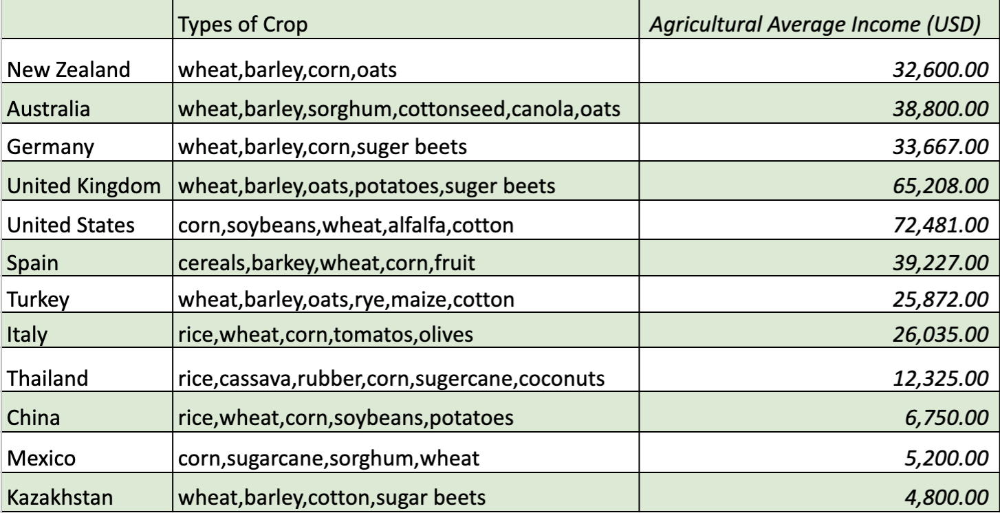 Types of Crop Agricultural Average Income (USD)
New Zealand wheat,barley,corn,oats 32,600.00
Australia wheat,barley,sorghum,cottonseed,canola,oats 38,800.00
Germany wheat,barley,corn,suger beets 33,667.00
United Kingdom wheat,barley,oats,potatoes,suger beets 65,208.00
United States corn,soybeans,wheat,alfalfa,cotton 72,481.00
Spain cereals,barkey,wheat,corn,fruit 39,227.00
Turkey wheat,barley,oats,rye,maize,cotton 25,872.00
Italy rice,wheat,corn,tomatos,olives 26,035.00
Thailand rice,cassava,rubber,corn,sugercane,coconuts 12,325.00
China rice,wheat,corn,soybeans,potatoes 6,750.00
Mexico corn,sugarcane,sorghum,wheat 5,200.00
Kazakhstan wheat,barley,cotton,sugar beets 4,800.00